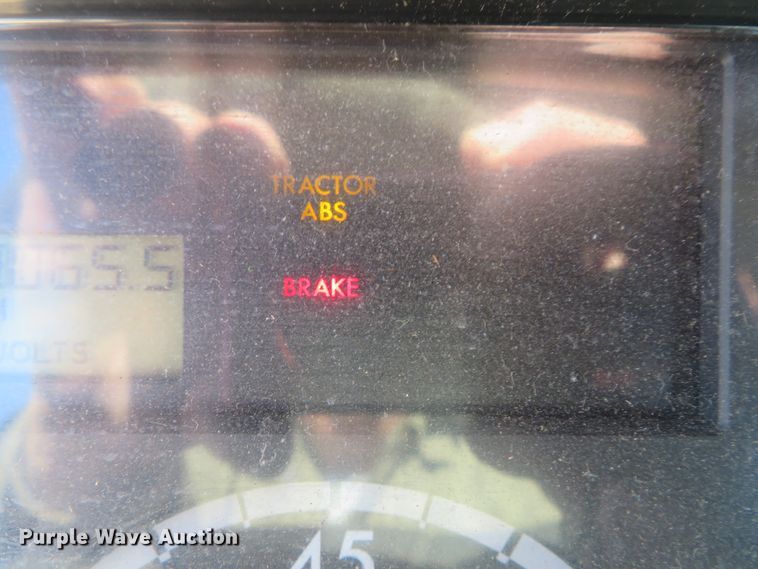 TRACTOR
ABS
BRAKE
VOLTS
45
Purple Wave Auction